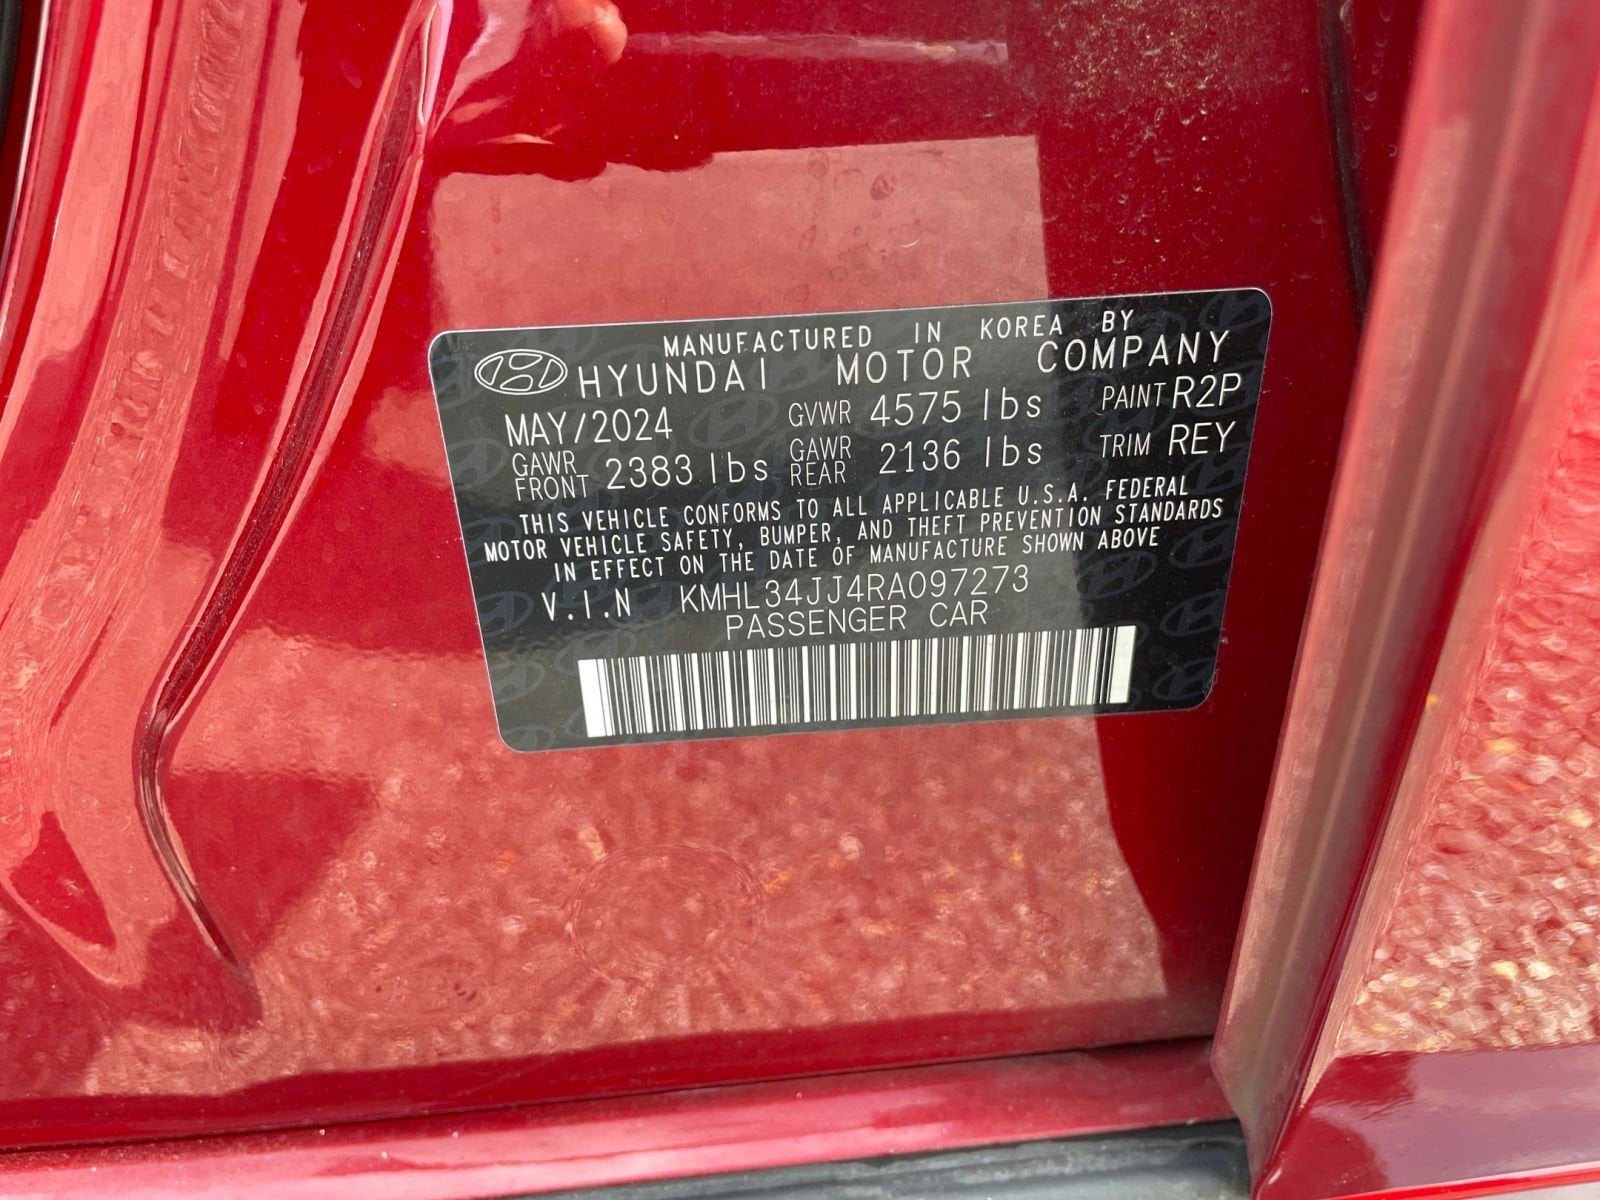 MANUFACTURED IN KOREA BY
HYUNDAI MOTOR COMPANY
MAY/2024 GVWR 4575 lbs PAINT R2P
GAWR FRONT 2383 lbs GAWR REAR 2136 lbs TRIM REY
THIS VEHICLE CONFORMS TO ALL APPLICABLE U.S.A. FEDERAL
MOTOR VEHICLE SAFETY, BUMPER, AND THEFT PREVENTION STANDARDS
IN EFFECT ON THE DATE OF MANUFACTURE SHOWN ABOVE
V.I.N KMHL34JJ4RA097273
PASSENGER CAR